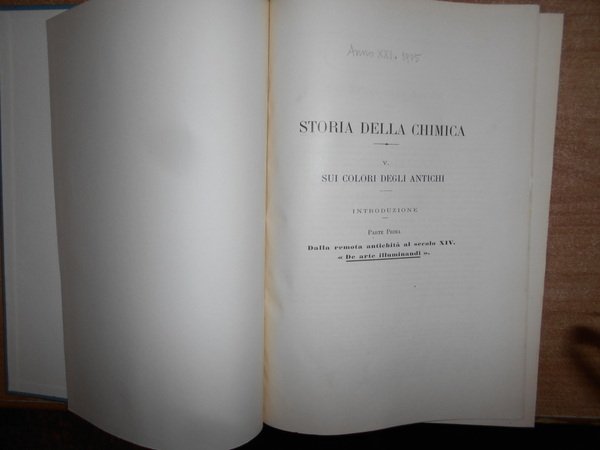 Anno XXI. 1915
STORIA DELLA CHIMICA
V.
SUI COLORI DEGLI ANTICHI
INTRODUZIONE
PARTE PRIMA
Dalla remota antichità al secolo XIV.
« De arte illuminandi ».